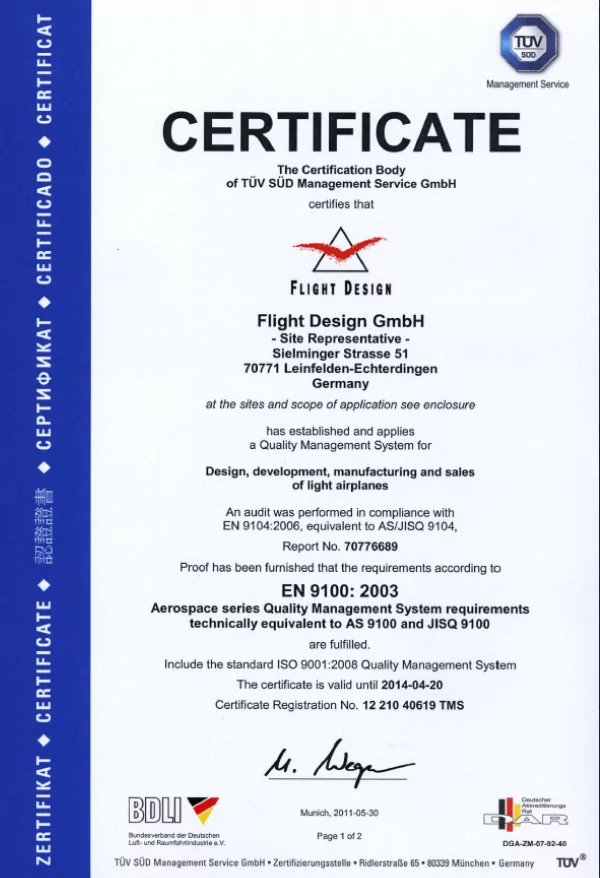 ZERTIFIKAT ◆ CERTIFICATE ◆ 認證證書 ◆ СЕРТИФИКАТ ◆ CERTIFICADO ◆ CERTIFICAT
TÜV
SÜD
Management Service
CERTIFICATE
The Certification Body
of TÜV SÜD Management Service GmbH
certifies that
FLIGHT DESIGN
Flight Design GmbH
- Site Representative -
Sielminger Strasse 51
70771 Leinfelden-Echterdingen
Germany
at the sites and scope of application see enclosure
has established and applies
a Quality Management System for
Design, development, manufacturing and sales
of light airplanes
An audit was performed in compliance with
EN 9104:2006, equivalent to AS/JISQ 9104,
Report No. 70776689
Proof has been furnished that the requirements according to
EN 9100: 2003
Aerospace series Quality Management System requirements
technically equivalent to AS 9100 and JISQ 9100
are fulfilled.
Include the standard ISO 9001:2008 Quality Management System
The certificate is valid until 2014-04-20
Certificate Registration No. 12 210 40619 TMS
M. Wegner
BDLI
Bundesverband der Deutschen
Luft- und Raumfahrtindustrie e.V.
Munich, 2011-05-30
Page 1 of 2
Deutscher
Akkreditierungs
Rat
DAR
DGA-ZM-07-92-40
TÜV SÜD Management Service GmbH • Zertifizierungsstelle • Ridlerstraße 65 • 80339 München • Germany
TÜV®